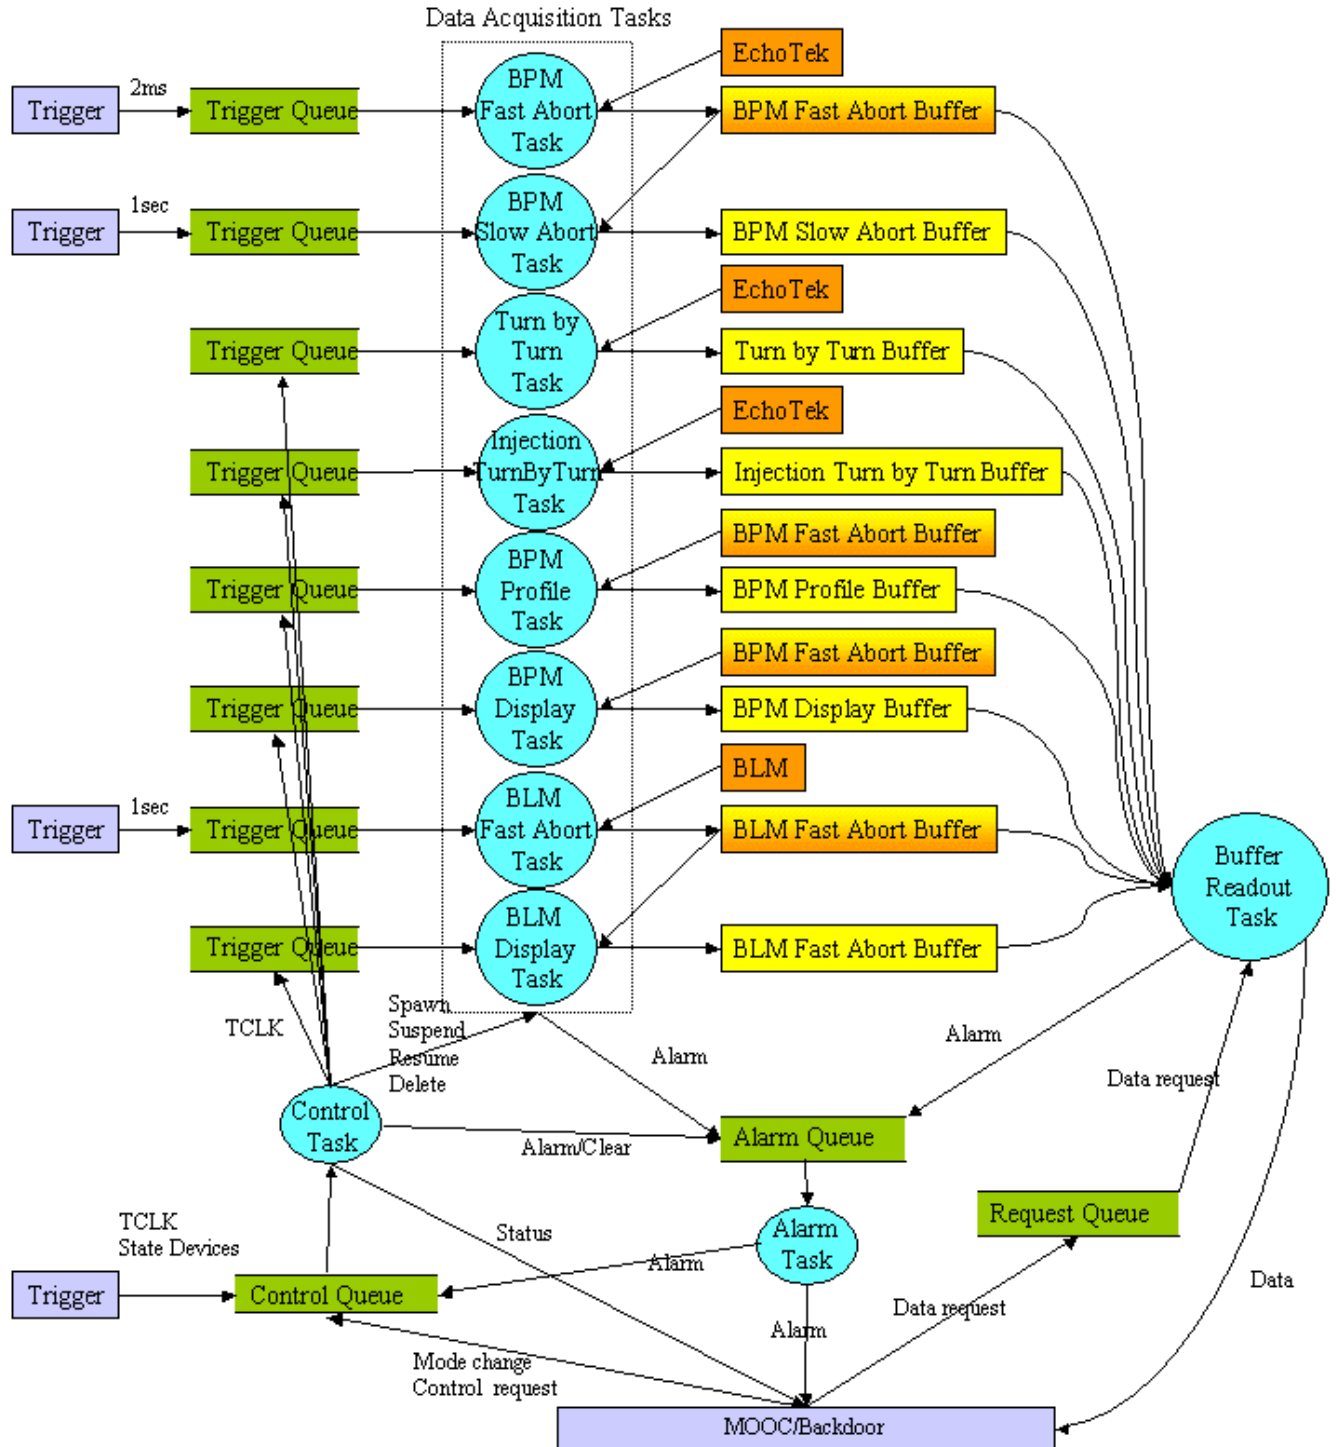 Data Acquisition Tasks
EchoTek
Trigger
2ms
Trigger Queue
BPM
Fast Abort
Task
BPM Fast Abort Buffer
Trigger
1sec
Trigger Queue
BPM
Slow Abort
Task
BPM Slow Abort Buffer
EchoTek
Trigger Queue
Turn by
Turn
Task
Turn by Turn Buffer
EchoTek
Trigger Queue
Injection
TurnByTurn
Task
Injection Turn by Turn Buffer
BPM Fast Abort Buffer
Trigger Queue
BPM
Profile
Task
BPM Profile Buffer
BPM Fast Abort Buffer
Trigger Queue
BPM
Display
Task
BPM Display Buffer
BLM
Trigger
1sec
Trigger Queue
BLM
Fast Abort
Task
BLM Fast Abort Buffer
Buffer
Readout
Task
Trigger Queue
BLM
Display
Task
BLM Fast Abort Buffer
TCLK
Spawn
Suspend
Resume
Delete
Alarm
Alarm
Data request
Control
Task
Alarm/Clear
Alarm Queue
TCLK
State Devices
Status
Alarm
Task
Request Queue
Trigger
Control Queue
Alarm
Data
Data request
Alarm
Mode change
Control request
MOOC/Backdoor